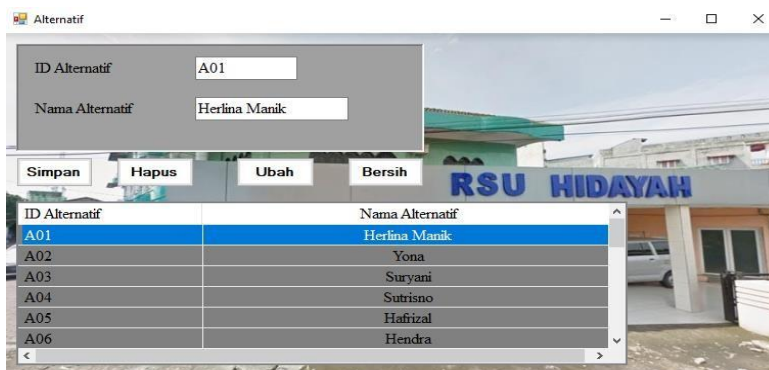 Alternatif
ID Alternatif A01
Nama Alternatif Herlina Manik
Simpan Hapus Ubah Bersih
RSU HIDAYAH
ID Alternatif Nama Alternatif
A01 Herlina Manik
A02 Yona
A03 Suryani
A04 Sutrisno
A05 Hafrizal
A06 Hendra